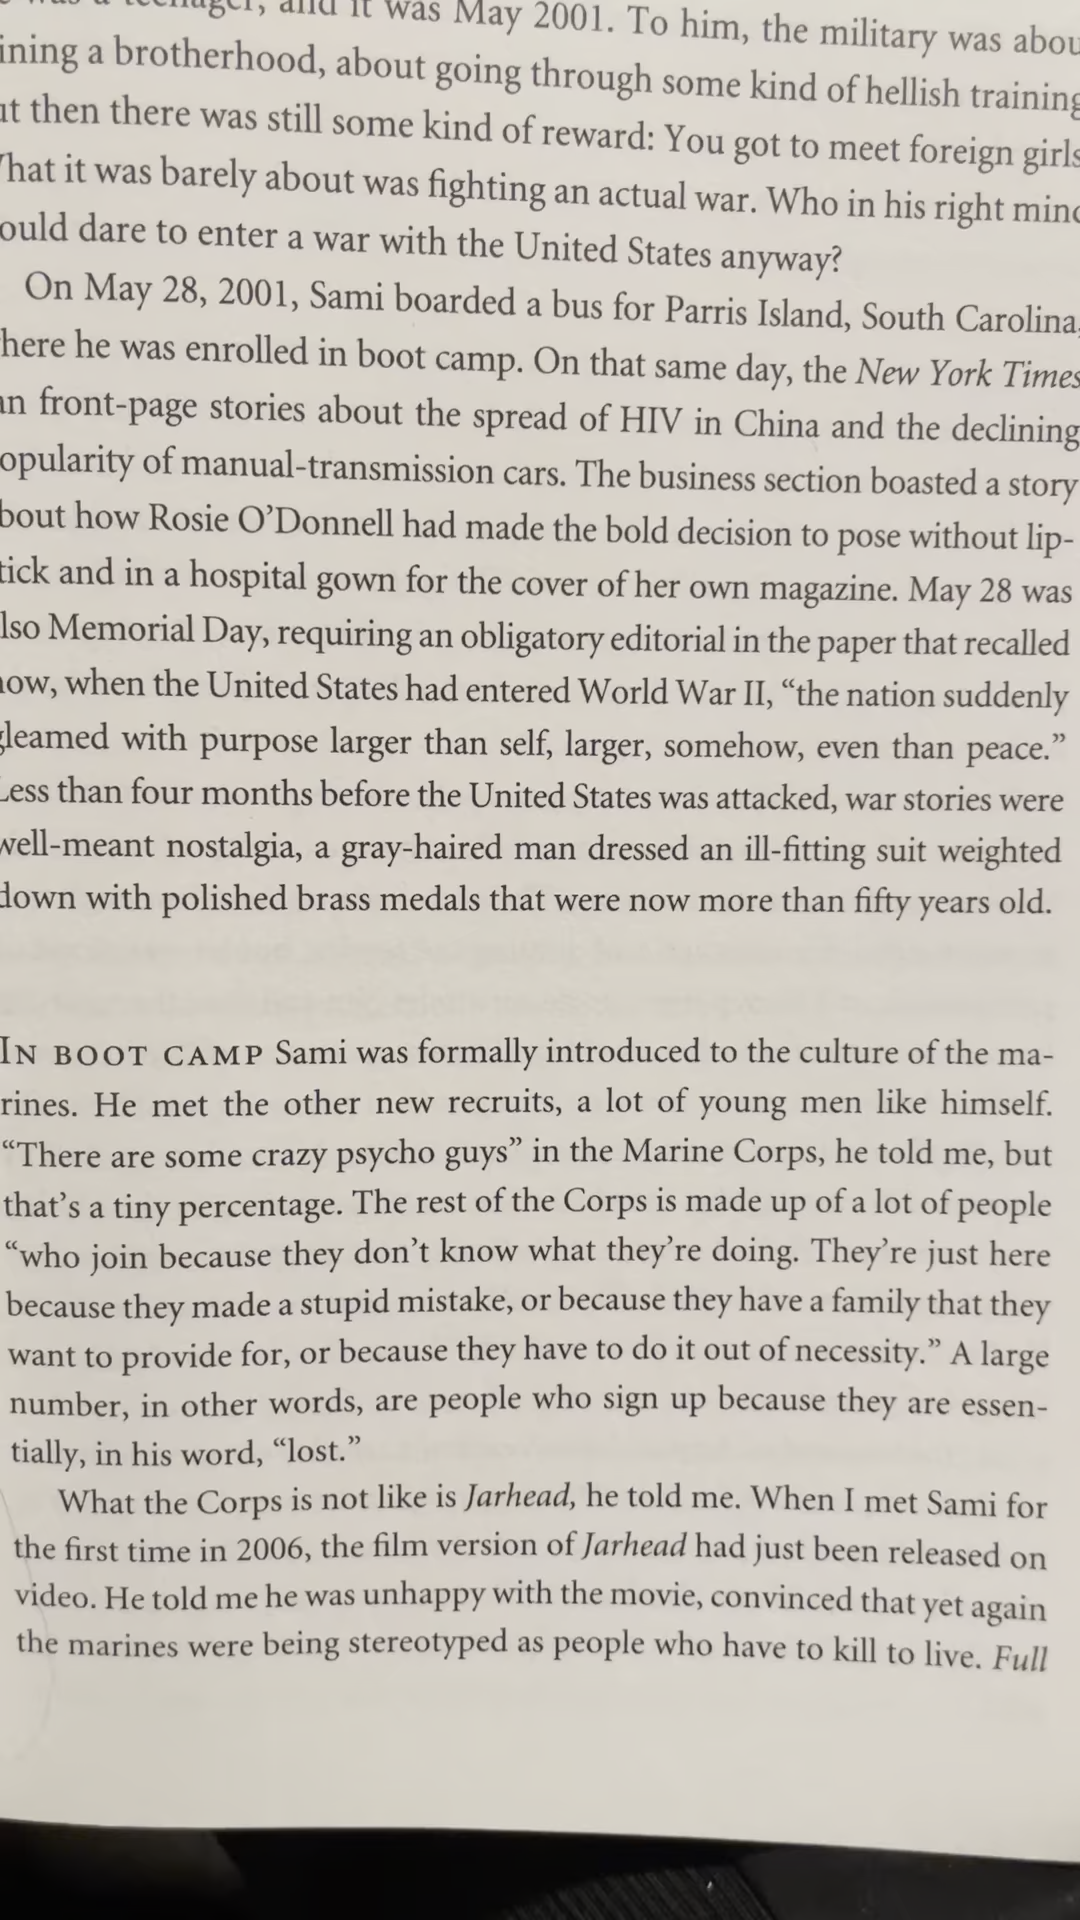 was a teenager, and it was May 2001. To him, the military was abou
ining a brotherhood, about going through some kind of hellish training
ut then there was still some kind of reward: You got to meet foreign girls
hat it was barely about was fighting an actual war. Who in his right mind
ould dare to enter a war with the United States anyway?
On May 28, 2001, Sami boarded a bus for Parris Island, South Carolina,
here he was enrolled in boot camp. On that same day, the New York Times
an front-page stories about the spread of HIV in China and the declining
opularity of manual-transmission cars. The business section boasted a story
bout how Rosie O’Donnell had made the bold decision to pose without lip-
tick and in a hospital gown for the cover of her own magazine. May 28 was
lso Memorial Day, requiring an obligatory editorial in the paper that recalled
how, when the United States had entered World War II, “the nation suddenly
gleamed with purpose larger than self, larger, somehow, even than peace.”
Less than four months before the United States was attacked, war stories were
well-meant nostalgia, a gray-haired man dressed an ill-fitting suit weighted
down with polished brass medals that were now more than fifty years old.
IN BOOT CAMP Sami was formally introduced to the culture of the ma-
rines. He met the other new recruits, a lot of young men like himself.
“There are some crazy psycho guys” in the Marine Corps, he told me, but
that’s a tiny percentage. The rest of the Corps is made up of a lot of people
“who join because they don’t know what they’re doing. They’re just here
because they made a stupid mistake, or because they have a family that they
want to provide for, or because they have to do it out of necessity.” A large
number, in other words, are people who sign up because they are essen-
tially, in his word, “lost.”
What the Corps is not like is Jarhead, he told me. When I met Sami for
the first time in 2006, the film version of Jarhead had just been released on
video. He told me he was unhappy with the movie, convinced that yet again
the marines were being stereotyped as people who have to kill to live. Full